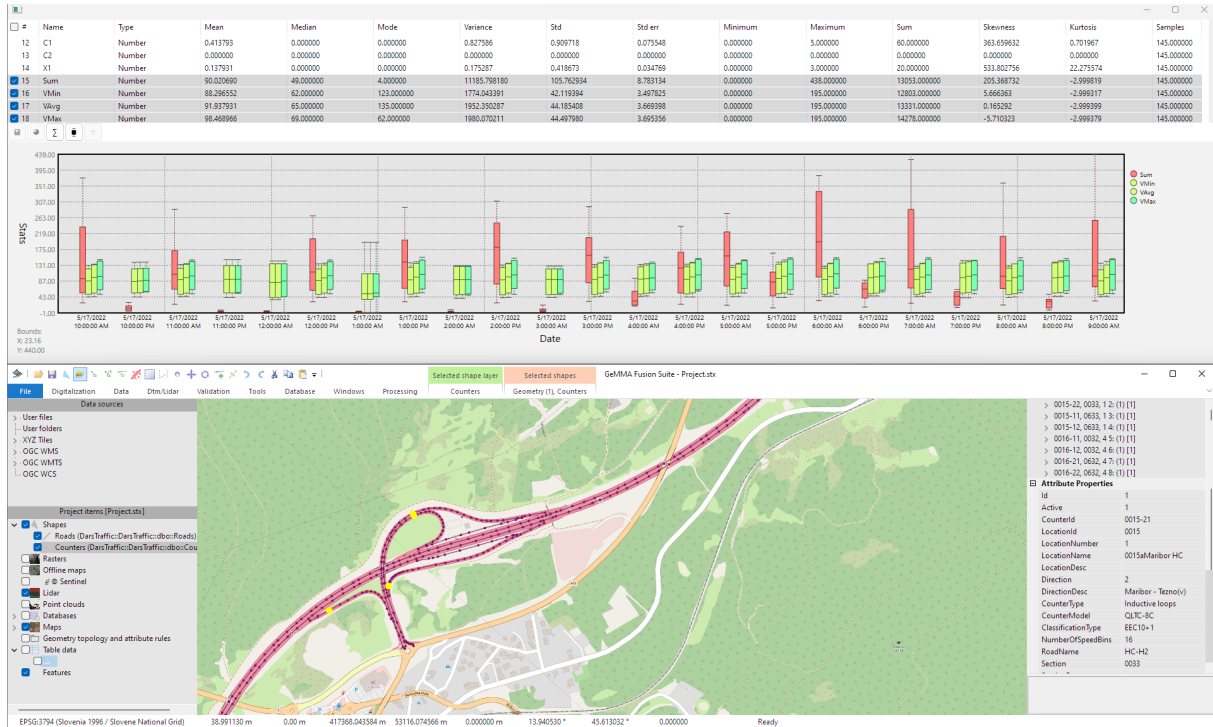 # Name Type Mean Median Mode Variance Std Std err Minimum Maximum Sum Skewness Kurtosis Samples
12 C1 Number 0.413793 0.000000 0.000000 0.827586 0.909718 0.075548 0.000000 5.000000 60.000000 363.659632 0.701967 145.000000
13 C2 Number 0.000000 0.000000 0.000000 0.000000 0.000000 0.000000 0.000000 0.000000 0.000000 0.000000 0.000000 145.000000
14 X1 Number 0.137931 0.000000 0.000000 0.175287 0.418673 0.034769 0.000000 3.000000 20.000000 533.802756 22.275574 145.000000
15 Sum Number 90.020690 49.000000 4.000000 11185.798180 105.762934 8.783134 0.000000 438.000000 13053.000000 205.368732 -2.999819 145.000000
16 VMin Number 88.296552 62.000000 123.000000 1774.043391 42.119394 3.497825 0.000000 195.000000 12803.000000 5.666363 -2.999317 145.000000
17 VAvg Number 91.937931 65.000000 135.000000 1952.350287 44.185408 3.669398 0.000000 195.000000 13331.000000 0.165292 -2.999399 145.000000
18 VMax Number 98.468966 69.000000 62.000000 1980.070211 44.497980 3.695356 0.000000 195.000000 14278.000000 -5.710323 -2.999379 145.000000
Σ
439.00
395.00
351.00
307.00
263.00
219.00
175.00
131.00
87.00
43.00
-1.00
Stats
Sum
VMin
VAvg
VMax
5/17/2022 5/17/2022 5/17/2022 5/17/2022 5/17/2022 5/17/2022 5/17/2022 5/17/2022 5/17/2022 5/17/2022 5/17/2022 5/17/2022 5/17/2022 5/17/2022 5/17/2022 5/17/2022 5/17/2022 5/17/2022 5/17/2022 5/17/2022 5/17/2022 5/17/2022 5/17/2022
10:00:00 AM 10:00:00 PM 11:00:00 AM 11:00:00 PM 12:00:00 AM 12:00:00 PM 1:00:00 AM 1:00:00 PM 2:00:00 AM 2:00:00 PM 3:00:00 AM 3:00:00 PM 4:00:00 AM 4:00:00 PM 5:00:00 AM 5:00:00 PM 6:00:00 AM 6:00:00 PM 7:00:00 AM 7:00:00 PM 8:00:00 AM 8:00:00 PM 9:00:00 AM
Date
Bounds:
X: 23.16
Y: 440.00
Selected shape layer Selected shapes GeMMA Fusion Suite - Project.stx
File Digitalization Data Dtm/Lidar Validation Tools Database Windows Processing Counters Geometry (1), Counters
Data sources
User files
User folders
XYZ Tiles
OGC WMS
OGC WMTS
OGC WCS
Project items [Project.stx]
Shapes
Roads (DarsTraffic::DarsTraffic::dbo::Roads)
Counters (DarsTraffic::DarsTraffic::dbo::Cou
Rasters
Offline maps
# Sentinel
Lidar
Point clouds
Databases
Maps
Geometry topology and attribute rules
Table data
Features
0015-22, 0033, 1 2: (1) [1]
0015-11, 0633, 1 3: (1) [1]
0015-12, 0633, 1 4: (1) [1]
0016-11, 0032, 4 5: (1) [1]
0016-12, 0032, 4 6: (1) [1]
0016-21, 0632, 4 7: (1) [1]
0016-22, 0632, 4 8: (1) [1]
Attribute Properties
Id 1
Active 1
CounterId 0015-21
LocationId 0015
LocationNumber 1
LocationName 0015aMaribor HC
LocationDesc
Direction 2
DirectionDesc Maribor - Tezno(v)
CounterType Inductive loops
CounterModel QLTC-8C
ClassificationType EEC10+1
NumberOfSpeedBins 16
RoadName HC-H2
Section 0033
EPSG:3794 (Slovenia 1996 / Slovene National Grid) 38.991130 m 0.00 m 417368.043584 m 53116.074566 m 0.000000 m 13.940530 ° 45.613032 ° 0.000000 Ready